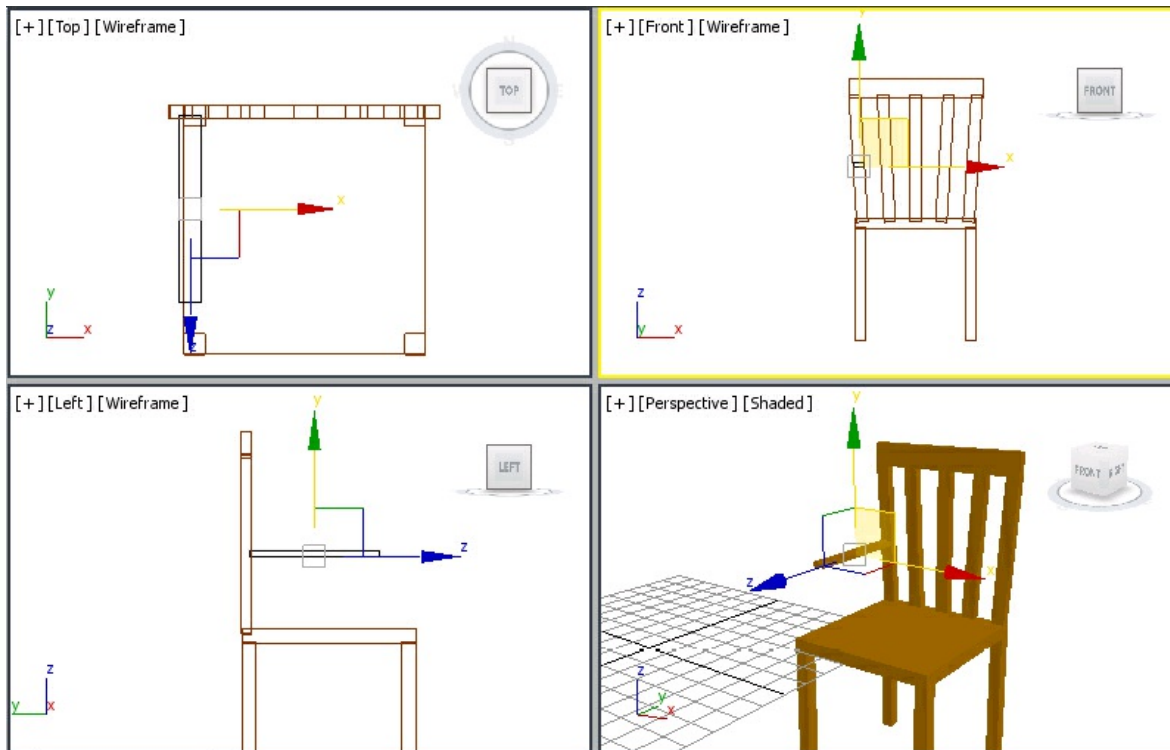 [+] [Top] [Wireframe]
N
W
TOP
E
S
x
z
y
z
x
[+] [Front] [Wireframe]
y
FRONT
x
z
y
x
[+] [Left] [Wireframe]
y
LEFT
z
z
y
x
[+] [Perspective] [Shaded]
y
FRONT
x
z
z
y
x